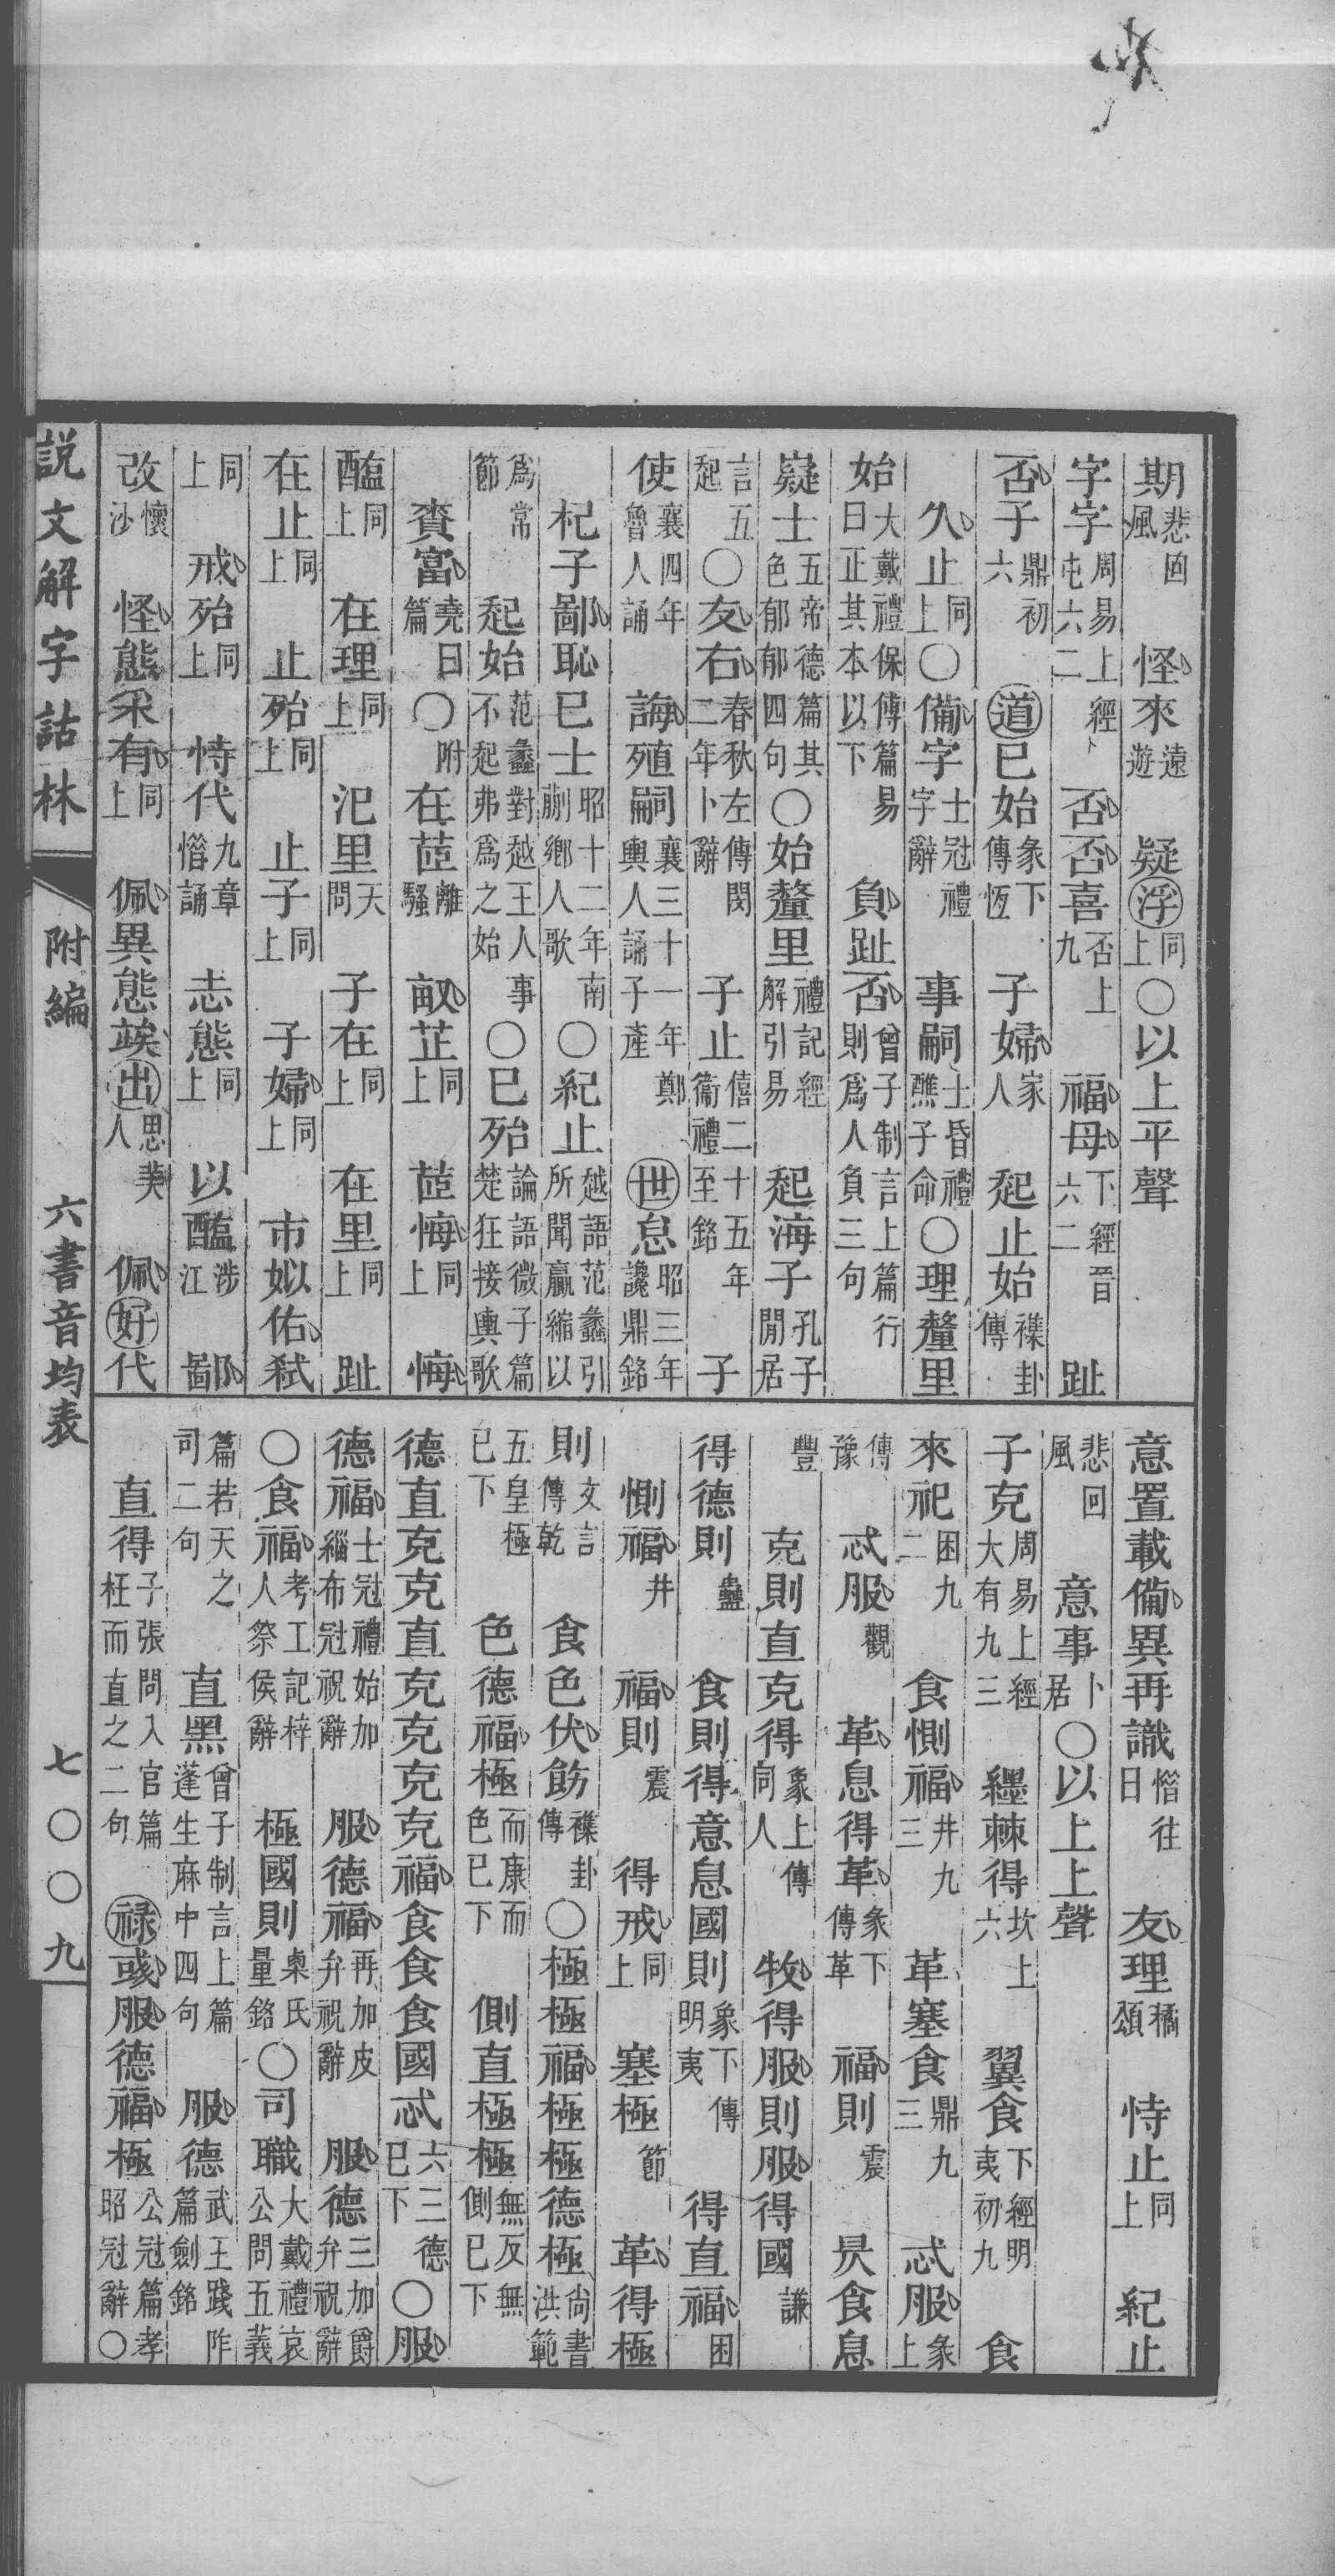 期悲回風 怪來遠遊 疑浮同上○以上平聲
字字周易上經屯六二 否否喜否上九 福母下經晉六二 趾
否子鼎初六 道已始彖下傳恆 子婦家人 起止始襍卦傳
久止同上○備字士冠禮字辭 事嗣士昏禮醮子命○理釐里
始大戴禮保傅篇易曰正其本以下 負趾否曾子制言上篇行則爲人負三句
嶷士五帝德篇其色郁郁四句○始釐里禮記經解引易 起海子孔子閒居
言五起○友右春秋左傳閔二年卜辭 子止僖二十五年衞禮至銘 子
使襄四年魯人誦 誨殖嗣襄三十一年鄭輿人誦子產 世怠昭三年讒鼎銘
杞子鄙恥已士昭十二年南蒯鄉人人歌○紀止越語范蠡引所聞贏縮以
爲常節 起始范蠡對越王人事不起弗爲之始○已殆論語微子篇楚狂接輿歌
賚富堯曰篇○附在茞離騷 畝芷同上 茞悔同上 悔
醢同上 在理同上 汜里天問 子在同上 在里同上 趾
在止同上 止殆同上 止子同上 子婦同上 市姒佑弒
同上 戒殆同上 恃代九章惜誦 志態同上 以醢涉江 鄙
改懷沙 怪態采有同上 佩異態竢出思美人 佩好代
意置載備異再識惜往日 友理橘頌 恃止同上 紀止
悲回風 意事卜居○以上上聲
子克周易上經大有九三 纆棘得坎上六 翼食下經明夷初九 食
來祀困九二 食惻福井九三 革塞食鼎九三 忒服彖上
傳豫 忒服觀 革息得革彖下傳革 福則震 昃食息
豐 克則直克得象上傳同人 牧得服則服得國謙
得德則蠱 食則得意息國則象下傳明夷 得直福困
惻福井 福則震 得戒同上 塞極節 革得極
則文言傳乾 食色伏飭襍卦傳○極極福極極德極尚書洪範
五皇極已下 色德福極而康而色已下 側直極極無反無側已下
德直克克直克克克克福食食食國忒六三德已下○服
德福士冠禮始加緇布冠祝辭 服德福再加皮弁祝辭 服德三加爵弁祝辭
○食福考工記梓人祭侯辭 極國則㮚氏量銘○司職大戴禮哀公問五義
篇若天之司二句 直黑曾子制言上篇蓬生麻中四句 服德武王踐阼篇劍銘
直得子張問入官篇枉而直之二句 祿彧服德福極公冠篇孝昭冠辭○
説文解字詁林 附編 六書音均表 七〇〇九